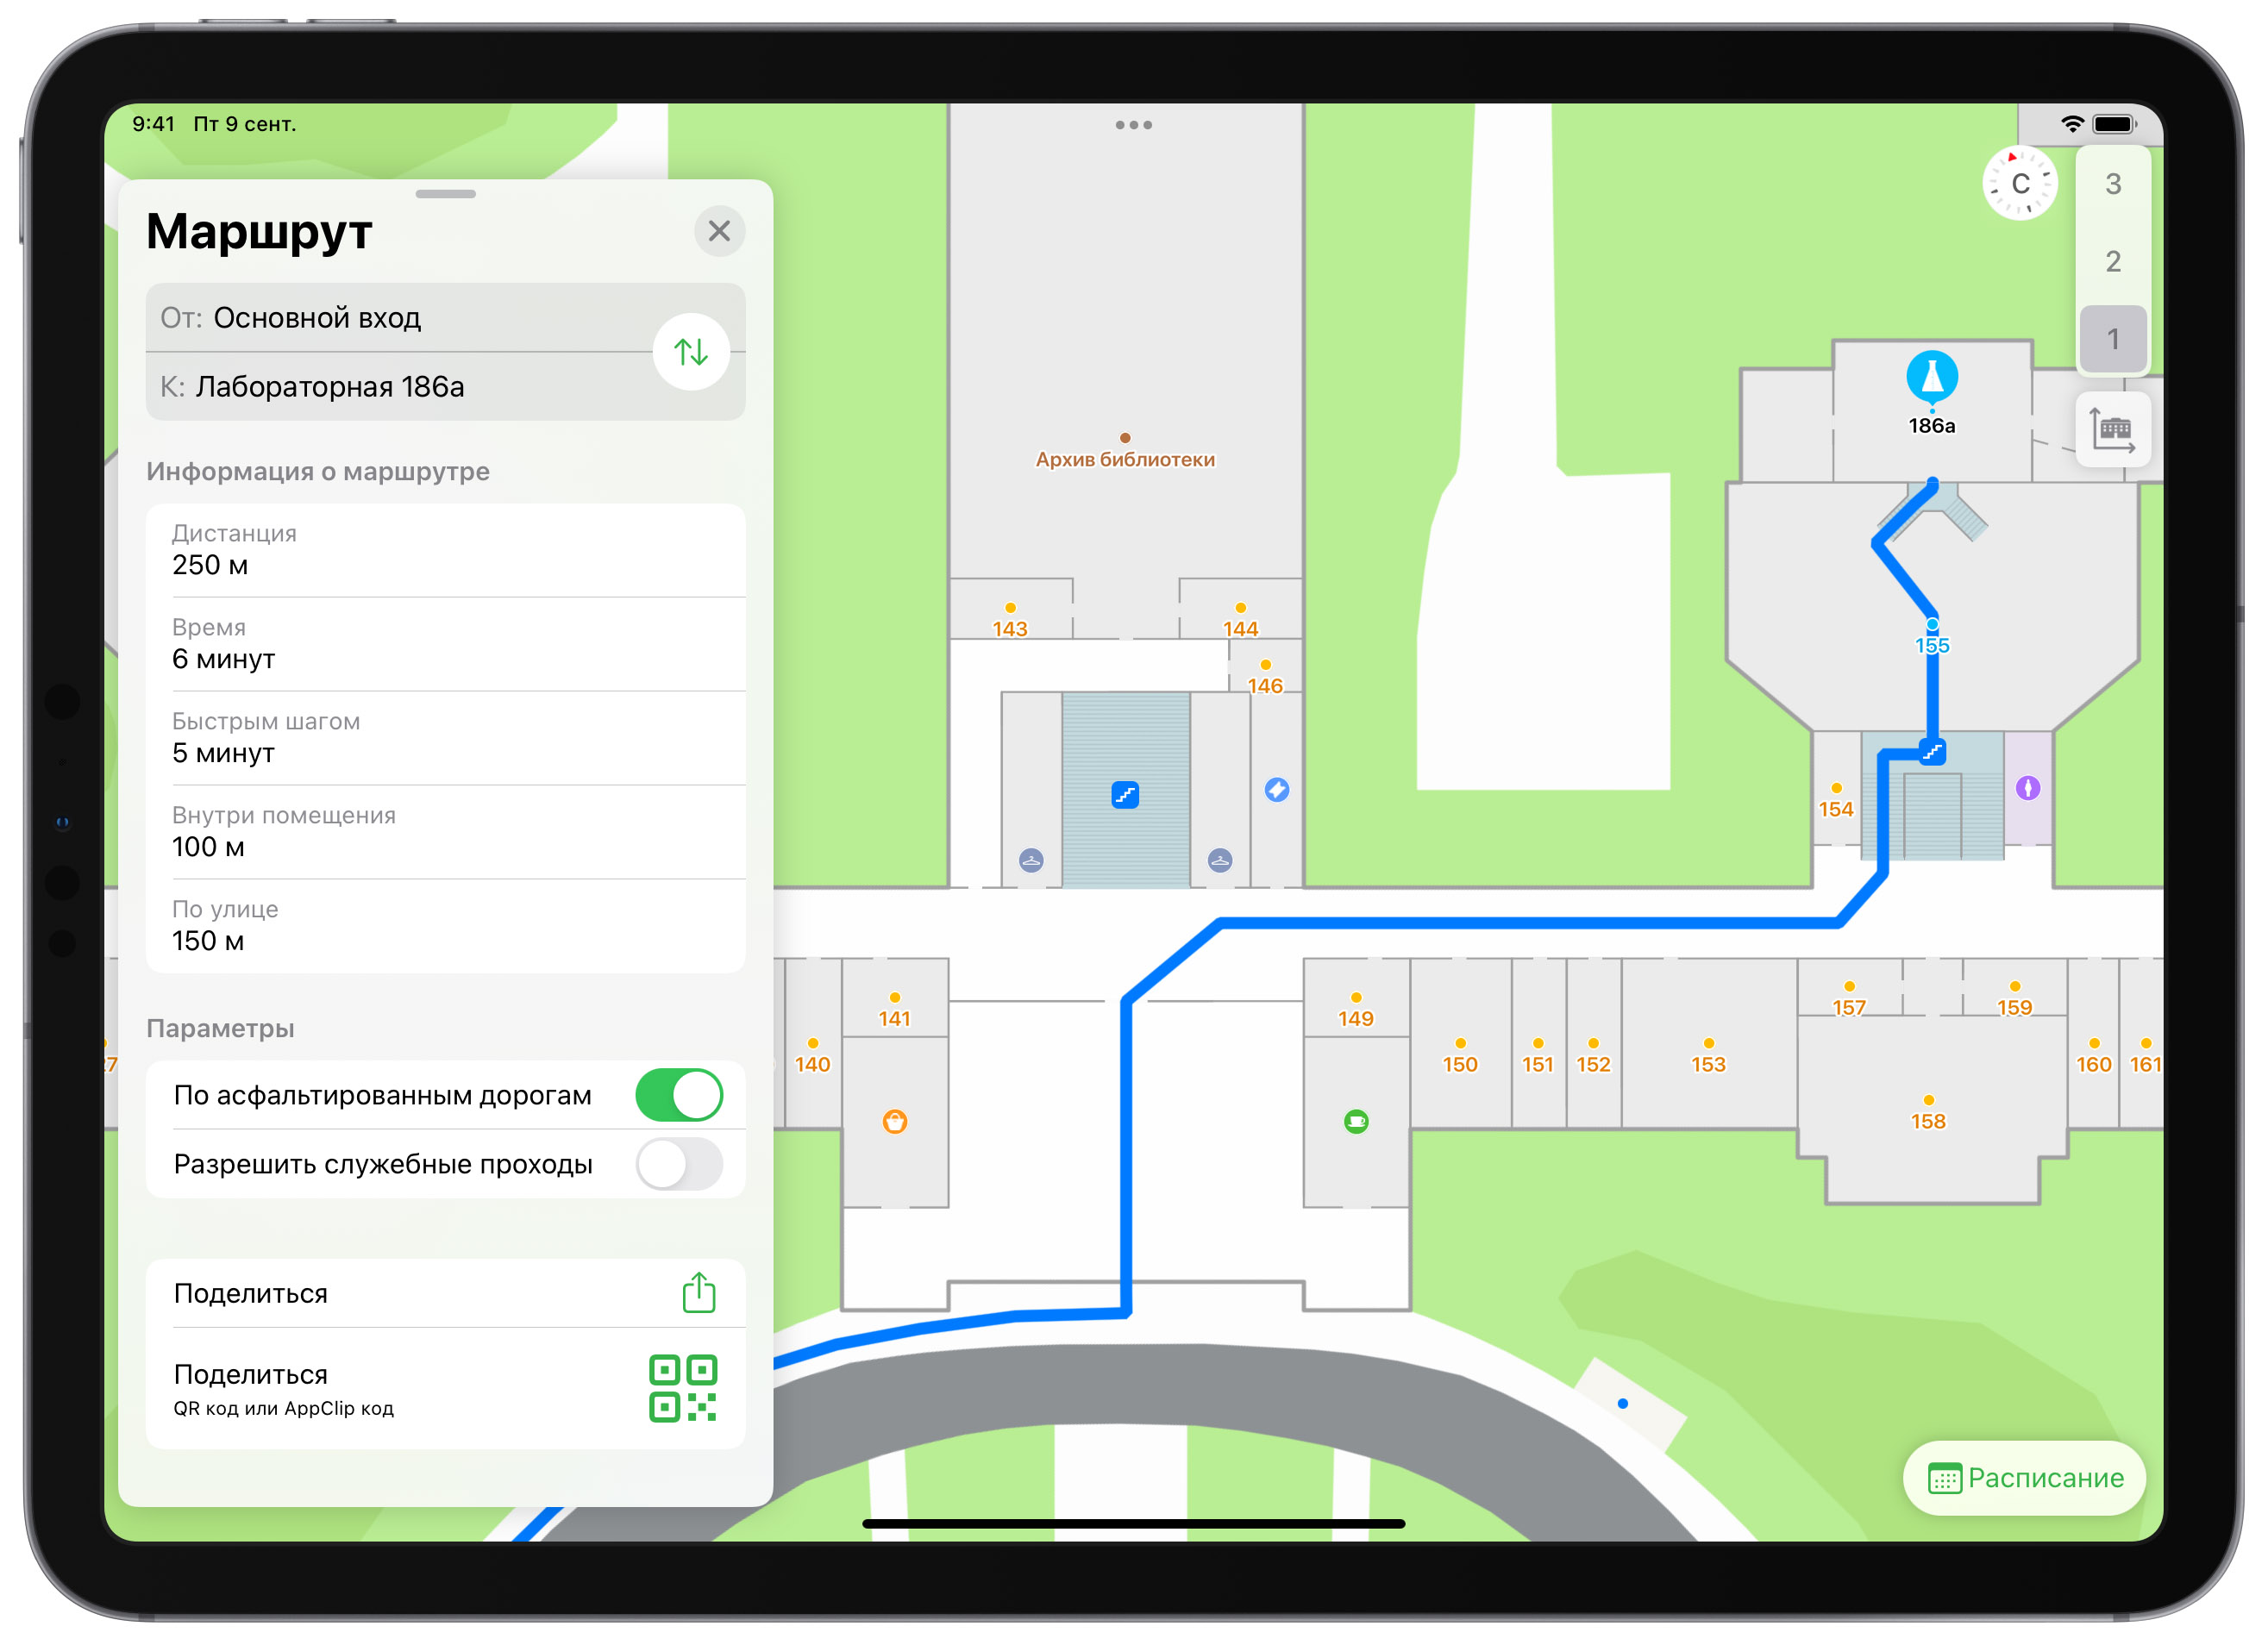 9:41 Пт 9 сент.
Маршрут
От: Основной вход
К: Лабораторная 186а
Информация о маршрутре
Дистанция
250 м
Время
6 минут
Быстрым шагом
5 минут
Внутри помещения
100 м
По улице
150 м
Параметры
По асфальтированным дорогам
Разрешить служебные проходы
Поделиться
Поделиться
QR код или AppClip код
С
3
2
1
186а
Архив библиотеки
143
144
146
155
154
141
149
157
159
27
140
150
151
152
153
160
161
158
Расписание